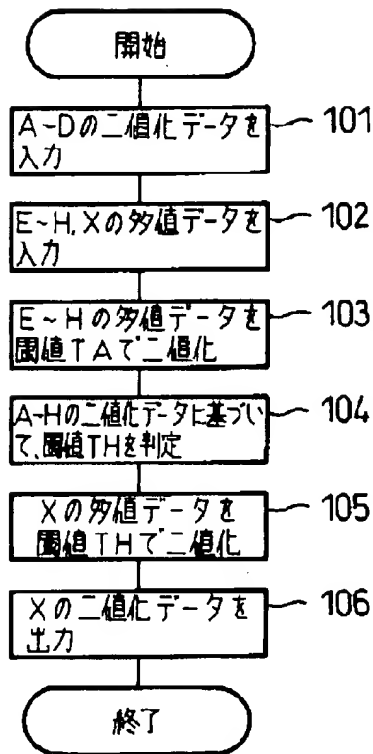 開始
A~Dの二値化データを
入力
101
E~H,Xの多値データを
入力
102
E~Hの多値データを
閾値TAで二値化
103
A~Hの二値化データに基づい
て、閾値THを判定
104
Xの多値データを
閾値THで二値化
105
Xの二値化データを
出力
106
終了